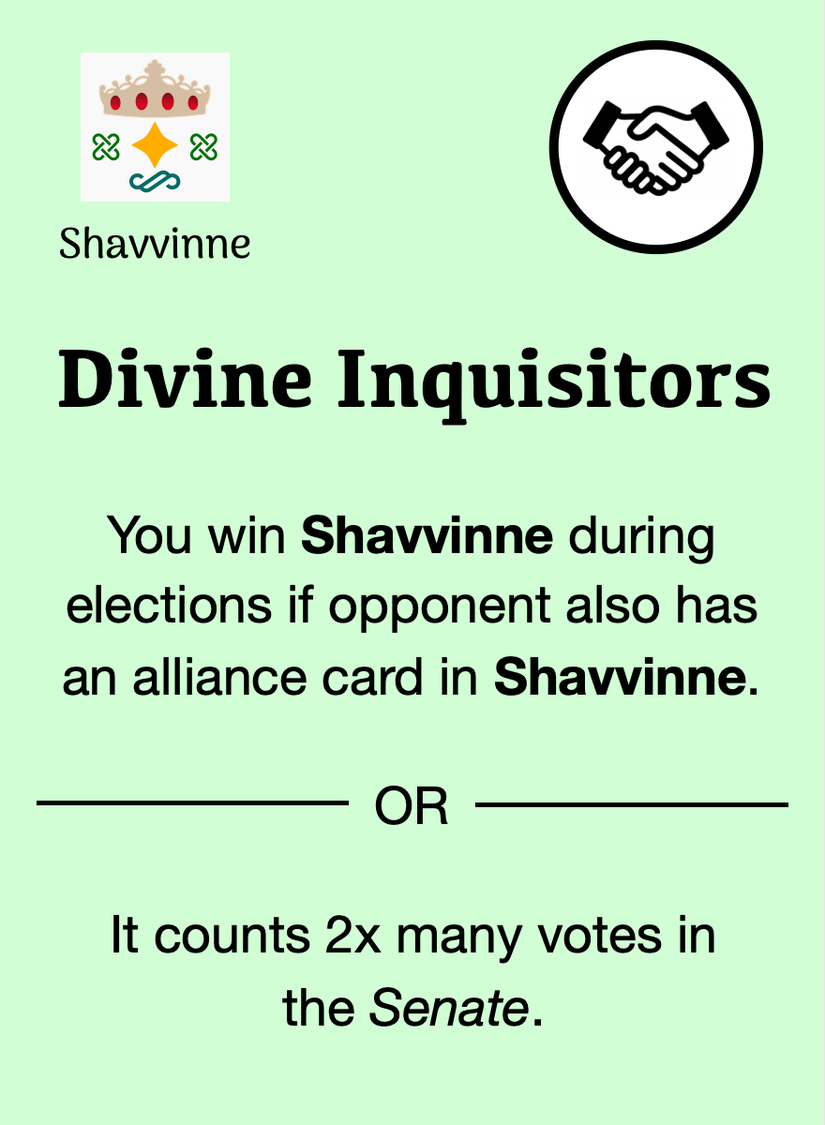 Shavvinne
Divine Inquisitors
You win Shavvinne during
elections if opponent also has
an alliance card in Shavvinne.
OR
It counts 2x many votes in
the Senate.